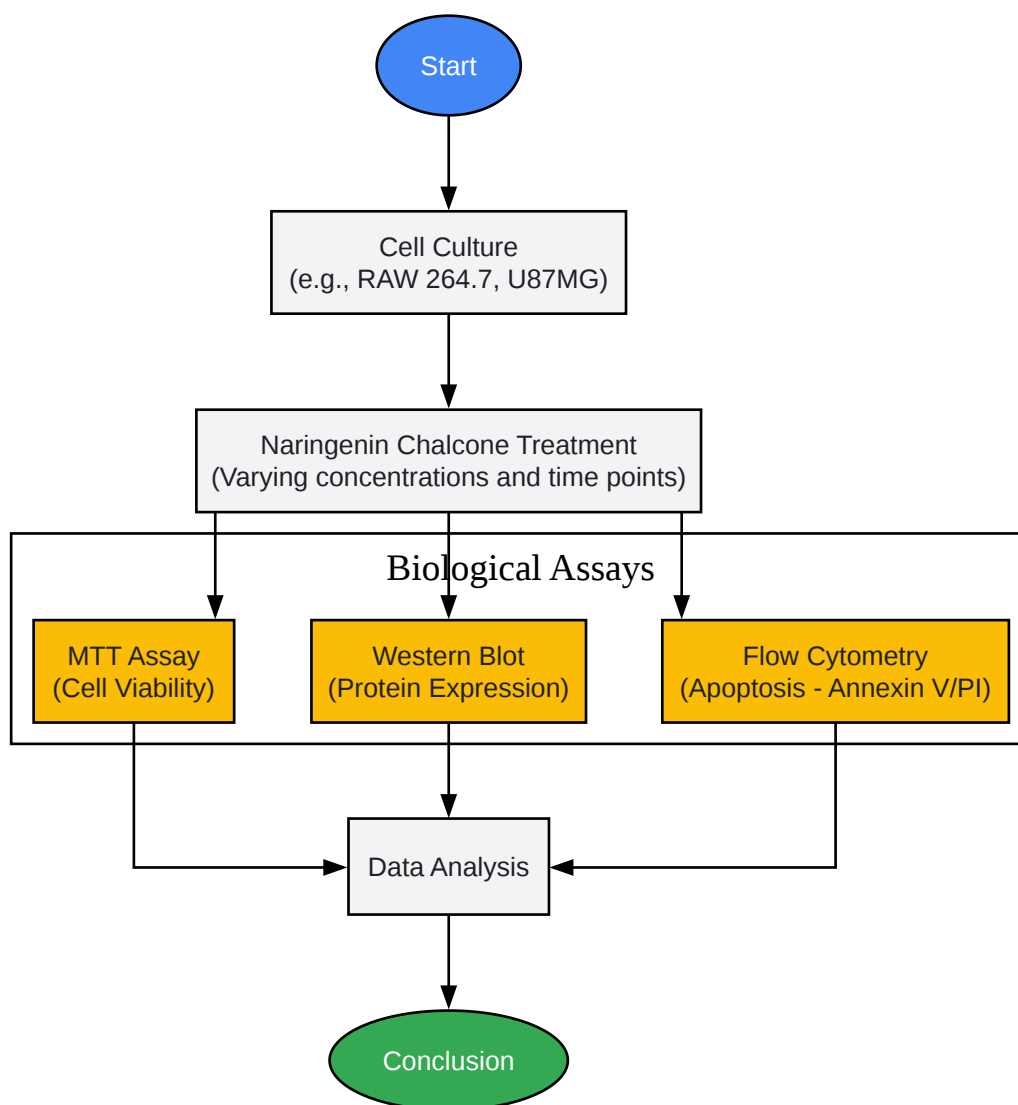 Start
Cell Culture
(e.g., RAW 264.7, U87MG)
Naringenin Chalcone Treatment
(Varying concentrations and time points)
Biological Assays
MTT Assay
(Cell Viability)
Western Blot
(Protein Expression)
Flow Cytometry
(Apoptosis - Annexin V/PI)
Data Analysis
Conclusion